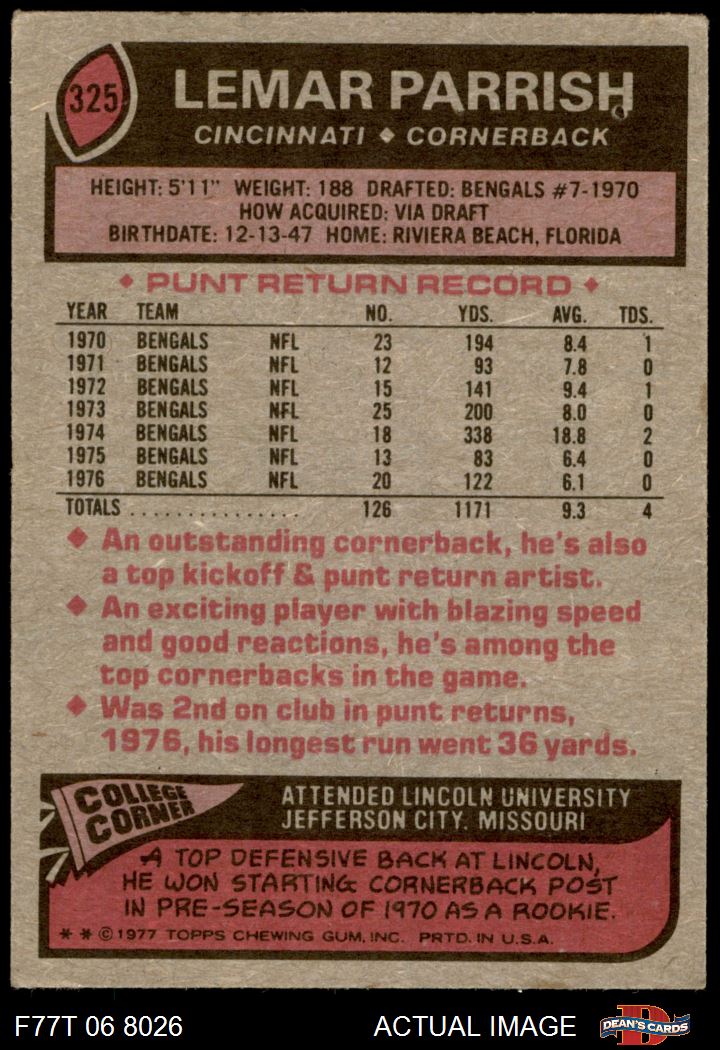 325
LEMAR PARRISH
CINCINNATI ◆ CORNERBACK
HEIGHT: 5'11" WEIGHT: 188 DRAFTED: BENGALS #7-1970
HOW ACQUIRED: VIA DRAFT
BIRTHDATE: 12-13-47 HOME: RIVIERA BEACH, FLORIDA
◆ PUNT RETURN RECORD ◆
YEAR TEAM NO. YDS. AVG. TDS.
1970 BENGALS NFL 23 194 8.4 1
1971 BENGALS NFL 12 93 7.8 0
1972 BENGALS NFL 15 141 9.4 1
1973 BENGALS NFL 25 200 8.0 0
1974 BENGALS NFL 18 338 18.8 2
1975 BENGALS NFL 13 83 6.4 0
1976 BENGALS NFL 20 122 6.1 0
TOTALS ............... 126 1171 9.3 4
◆ An outstanding cornerback, he's also
a top kickoff & punt return artist.
◆ An exciting player with blazing speed
and good reactions, he's among the
top cornerbacks in the game.
◆ Was 2nd on club in punt returns,
1976, his longest run went 36 yards.
COLLEGE
CORNER
ATTENDED LINCOLN UNIVERSITY
JEFFERSON CITY, MISSOURI
A TOP DEFENSIVE BACK AT LINCOLN,
HE WON STARTING CORNERBACK POST
IN PRE-SEASON OF 1970 AS A ROOKIE.
* * © 1977 TOPPS CHEWING GUM, INC. PRTD. IN U.S.A.
F77T 06 8026 ACTUAL IMAGE
DEAN'S CARDS